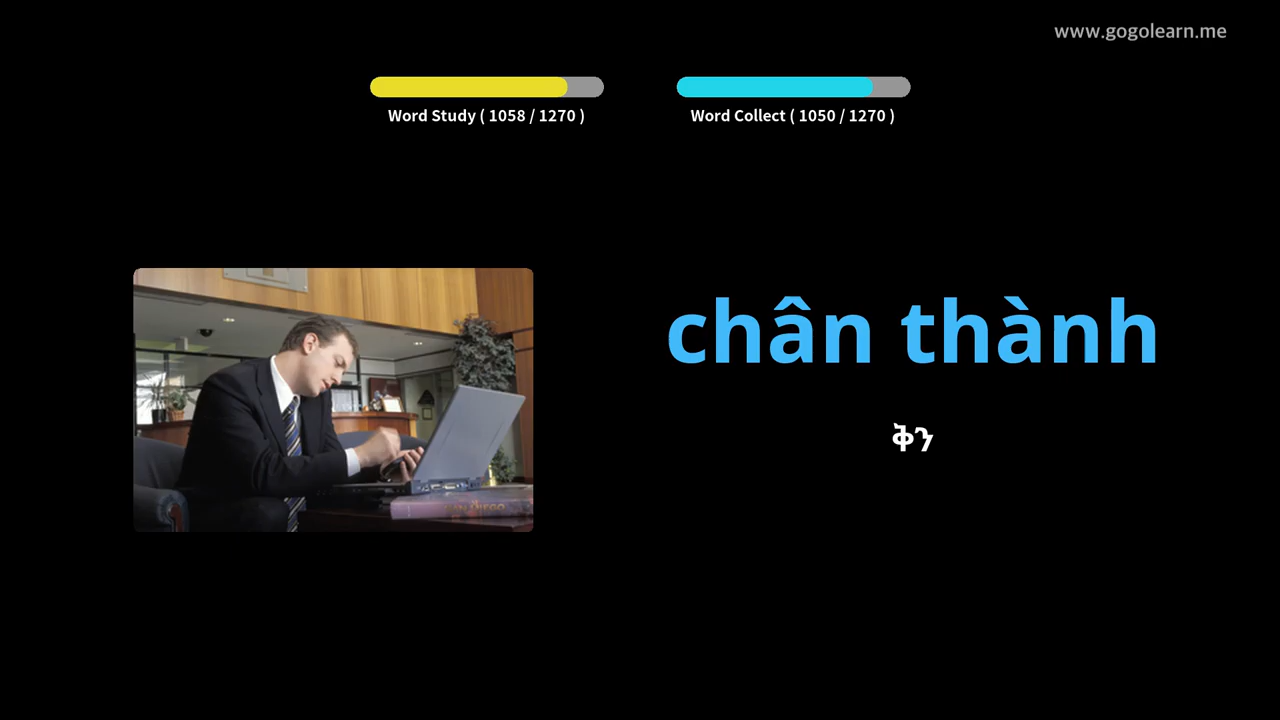 www.gogolearn.me
Word Study ( 1058 / 1270 )
Word Collect ( 1050 / 1270 )
chân thành
ቅን